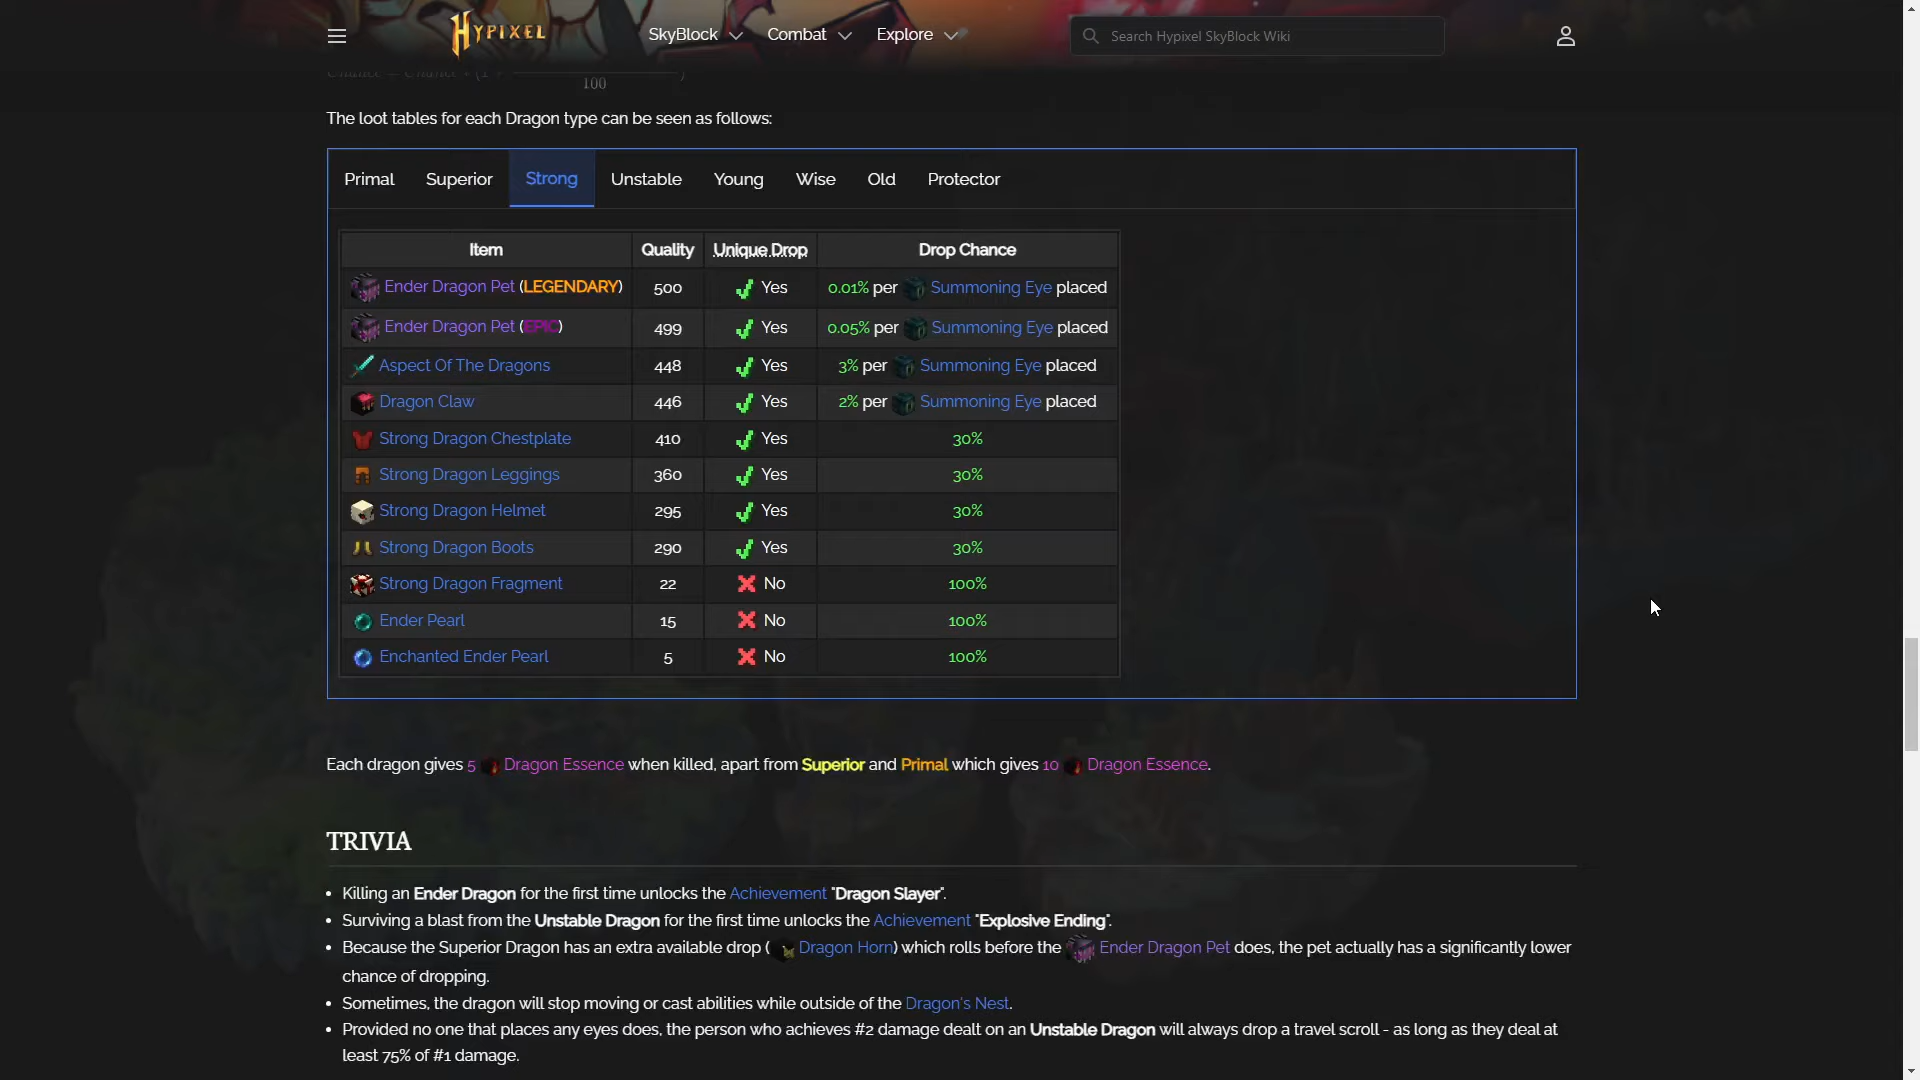 HYPIXEL
SkyBlock Combat Explore Search Hypixel SkyBlock Wiki
100
The loot tables for each Dragon type can be seen as follows:
Primal Superior Strong Unstable Young Wise Old Protector
Item Quality Unique Drop Drop Chance
Ender Dragon Pet (LEGENDARY) 500 Yes 0.01% per Summoning Eye placed
Ender Dragon Pet (EPIC) 499 Yes 0.05% per Summoning Eye placed
Aspect Of The Dragons 448 Yes 3% per Summoning Eye placed
Dragon Claw 446 Yes 2% per Summoning Eye placed
Strong Dragon Chestplate 410 Yes 30%
Strong Dragon Leggings 360 Yes 30%
Strong Dragon Helmet 295 Yes 30%
Strong Dragon Boots 290 Yes 30%
Strong Dragon Fragment 22 No 100%
Ender Pearl 15 No 100%
Enchanted Ender Pearl 5 No 100%
Each dragon gives 5 Dragon Essence when killed, apart from Superior and Primal which gives 10 Dragon Essence.
TRIVIA
• Killing an Ender Dragon for the first time unlocks the Achievement "Dragon Slayer".
• Surviving a blast from the Unstable Dragon for the first time unlocks the Achievement "Explosive Ending".
• Because the Superior Dragon has an extra available drop ( Dragon Horn) which rolls before the Ender Dragon Pet does, the pet actually has a significantly lower
chance of dropping.
• Sometimes, the dragon will stop moving or cast abilities while outside of the Dragon's Nest.
• Provided no one that places any eyes does, the person who achieves #2 damage dealt on an Unstable Dragon will always drop a travel scroll - as long as they deal at
least 75% of #1 damage.